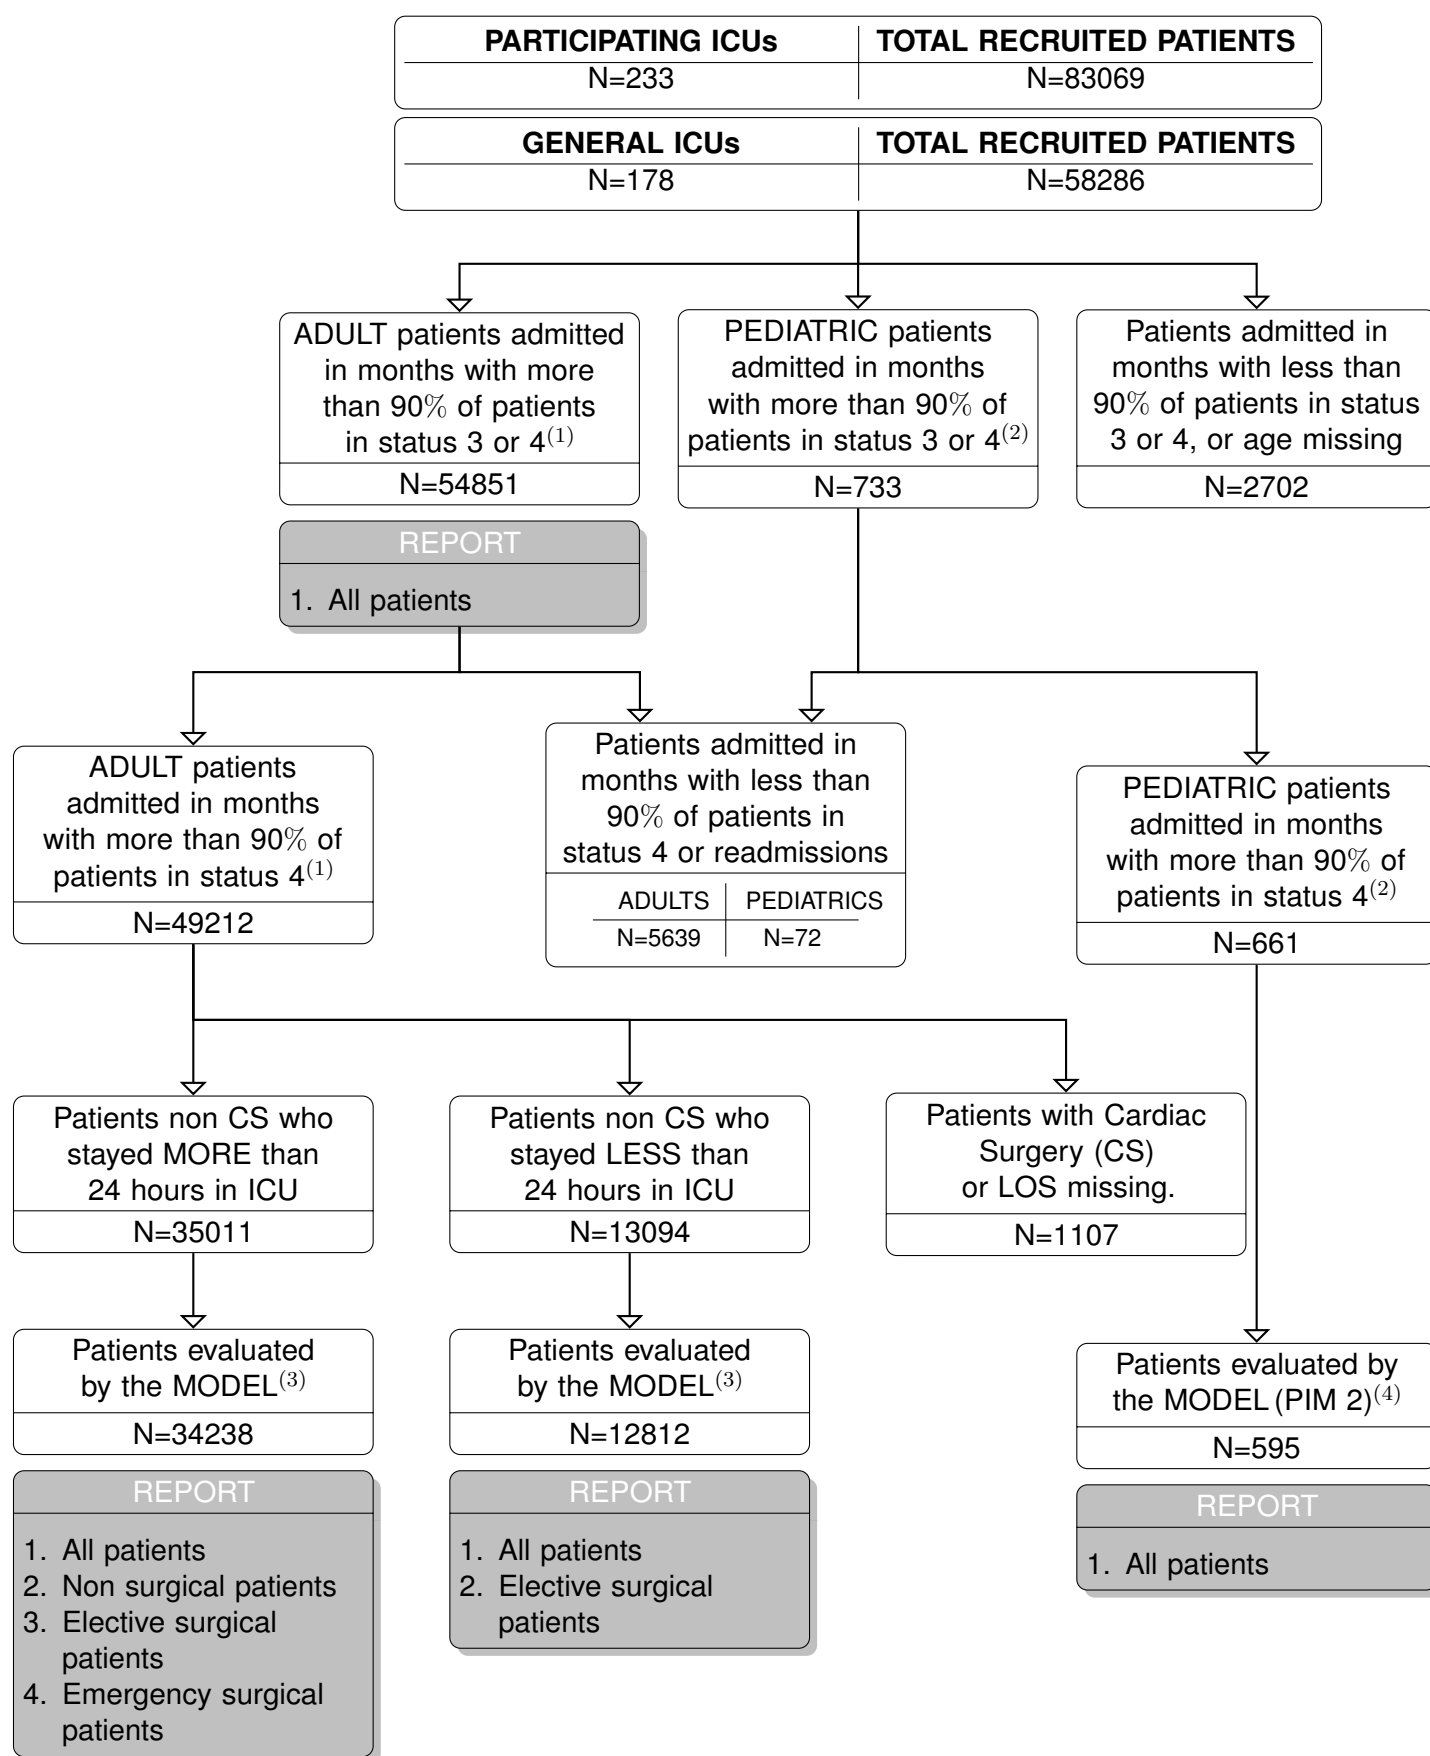 PARTICIPATING ICUs TOTAL RECRUITED PATIENTS
N=233 N=83069
GENERAL ICUs TOTAL RECRUITED PATIENTS
N=178 N=58286
ADULT patients admitted
in months with more
than 90% of patients
in status 3 or 4(1)
N=54851
PEDIATRIC patients
admitted in months
with more than 90% of
patients in status 3 or 4(2)
N=733
Patients admitted in
months with less than
90% of patients in status
3 or 4, or age missing
N=2702
REPORT
1. All patients
ADULT patients
admitted in months
with more than 90% of
patients in status 4(1)
N=49212
Patients admitted in
months with less than
90% of patients in
status 4 or readmissions
ADULTS PEDIATRICS
N=5639 N=72
PEDIATRIC patients
admitted in months
with more than 90% of
patients in status 4(2)
N=661
Patients non CS who
stayed MORE than
24 hours in ICU
N=35011
Patients non CS who
stayed LESS than
24 hours in ICU
N=13094
Patients with Cardiac
Surgery (CS)
or LOS missing.
N=1107
Patients evaluated
by the MODEL(3)
N=34238
Patients evaluated
by the MODEL(3)
N=12812
Patients evaluated by
the MODEL (PIM 2)(4)
N=595
REPORT
1. All patients
2. Non surgical patients
3. Elective surgical
patients
4. Emergency surgical
patients
REPORT
1. All patients
2. Elective surgical
patients
REPORT
1. All patients